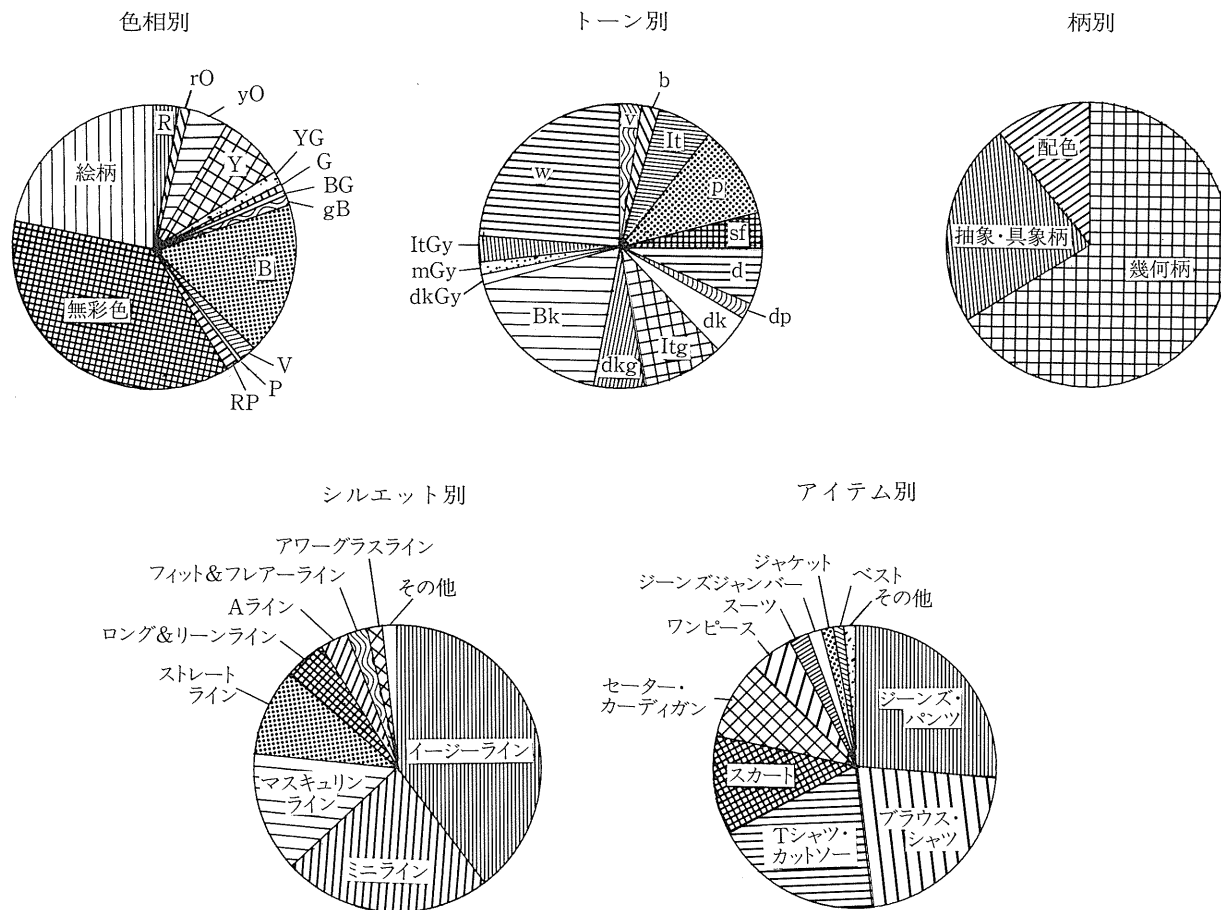 色相別
rO
yO
R
YG
G
Y
BG
gB
絵柄
B
無彩色
V
P
RP
トーン別
b
v
It
w
p
sf
ItGy
d
mGy
dkGy
dp
Bk
dk
Itg
dkg
柄別
配色
抽象・具象柄
幾何柄
シルエット別
アワーグラスライン
フィット&フレアーライン
その他
Aライン
ロング&リーンライン
ストレート
ライン
イージーライン
マスキュリン
ライン
ミニライン
アイテム別
ジャケット
ジーンズジャンバー
ベスト
スーツ
その他
ワンピース
セーター・
カーディガン
ジーンズ・
パンツ
スカート
ブラウス・
シャツ
Tシャツ・
カットソー